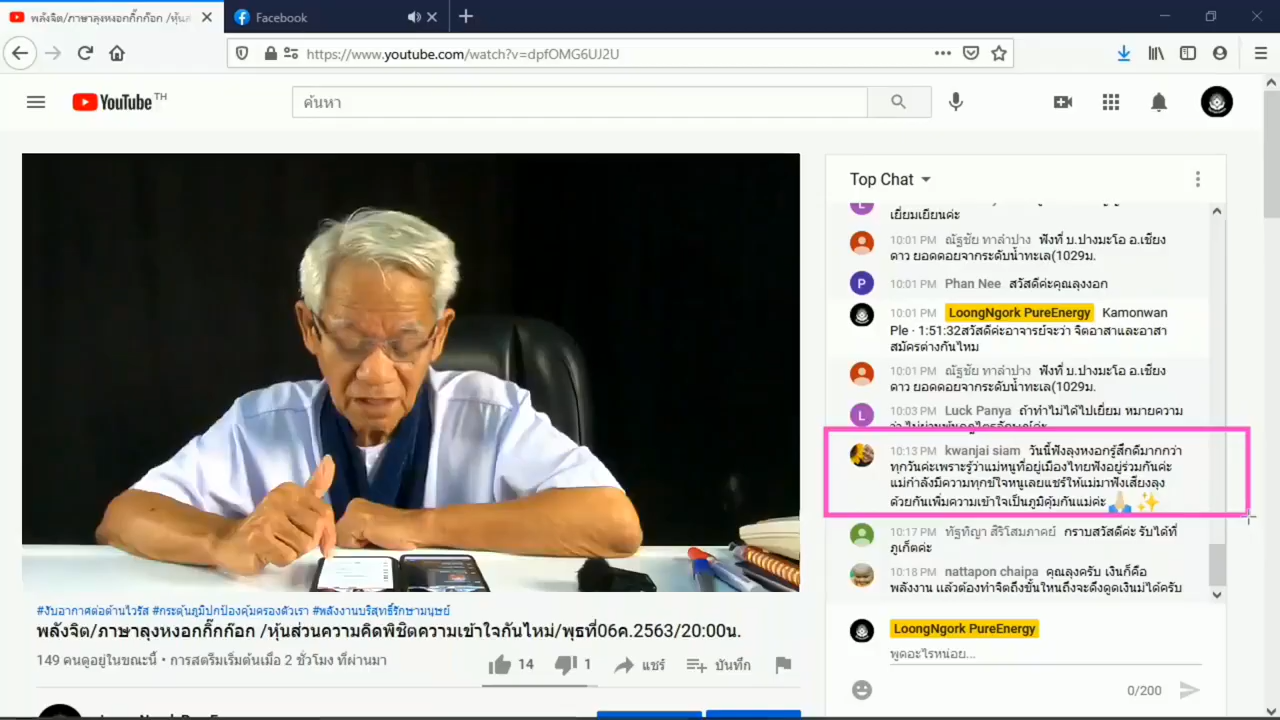 พลังจิต/ภาษาลุงหงอกกิ๊กก๊อก /หุ้นส
Facebook
https://www.youtube.com/watch?v=dpfOMG6UJ2U
YouTube TH
ค้นหา
Top Chat
เยี่ยมเยียนค่ะ
10:01 PM ณัฐชัย ทาลำปาง ฟังที่ บ.ปางมะโอ อ.เชียง
ดาว ยอดดอยจากระดับน้ำทะเล(1029ม.
P
10:01 PM Phan Nee สวัสดีค่ะคุณลุงงอก
10:01 PM LoongNgork PureEnergy Kamonwan
Ple · 1:51:32สวัสดีค่ะอาจารย์จะว่า จิตอาสาและอาสา
สมัครต่างกันไหม
10:01 PM ณัฐชัย ทาลำปาง ฟังที่ บ.ปางมะโอ อ.เชียง
ดาว ยอดดอยจากระดับน้ำทะเล(1029ม.
L
10:03 PM Luck Panya ถ้าทำไม่ได้ไปเยี่ยม หมายความ
10:13 PM kwanjai siam วันนี้ฟังลุงหงอกรู้สึกดีมากกว่า
ทุกวันค่ะเพราะรู้ว่าแม่หนูที่อยู่เมืองไทยฟังอยู่ร่วมกันค่ะ
แม่กำลังมีความทุกข์ใจหนูเลยแชร์ให้แม่มาฟังเสียงลุง
ด้วยกันเพิ่มความเข้าใจเป็นภูมิคุ้มกันแม่ค่ะ 🙏🏻✨
10:17 PM ทัฐทิญา สิริโสมภาคย์ กราบสวัสดีค่ะ รับได้ที่
ภูเก็ตค่ะ
10:18 PM nattapon chaipa คุณลุงครับ เงินก็คือ
พลังงาน แล้วต้องทำจิตถึงขั้นไหนถึงจะดึงดูดเงินมได้ครับ
LoongNgork PureEnergy
พูดอะไรหน่อย...
0/200
#งับอากาศต่อต้านไวรัส #กระตุ้นภูมิปกป้องคุ้มครองตัวเรา #พลังงานบริสุทธิ์รักษามนุษย์
พลังจิต/ภาษาลุงหงอกกิ๊กก๊อก /หุ้นส่วนความคิดพิชิตความเข้าใจกันใหม่/พุธที่06ค.2563/20:00น.
149 คนดูอยู่ในขณะนี้ • การสตรีมเริ่มต้นเมื่อ 2 ชั่วโมง ที่ผ่านมา
14
1
แชร์
บันทึก